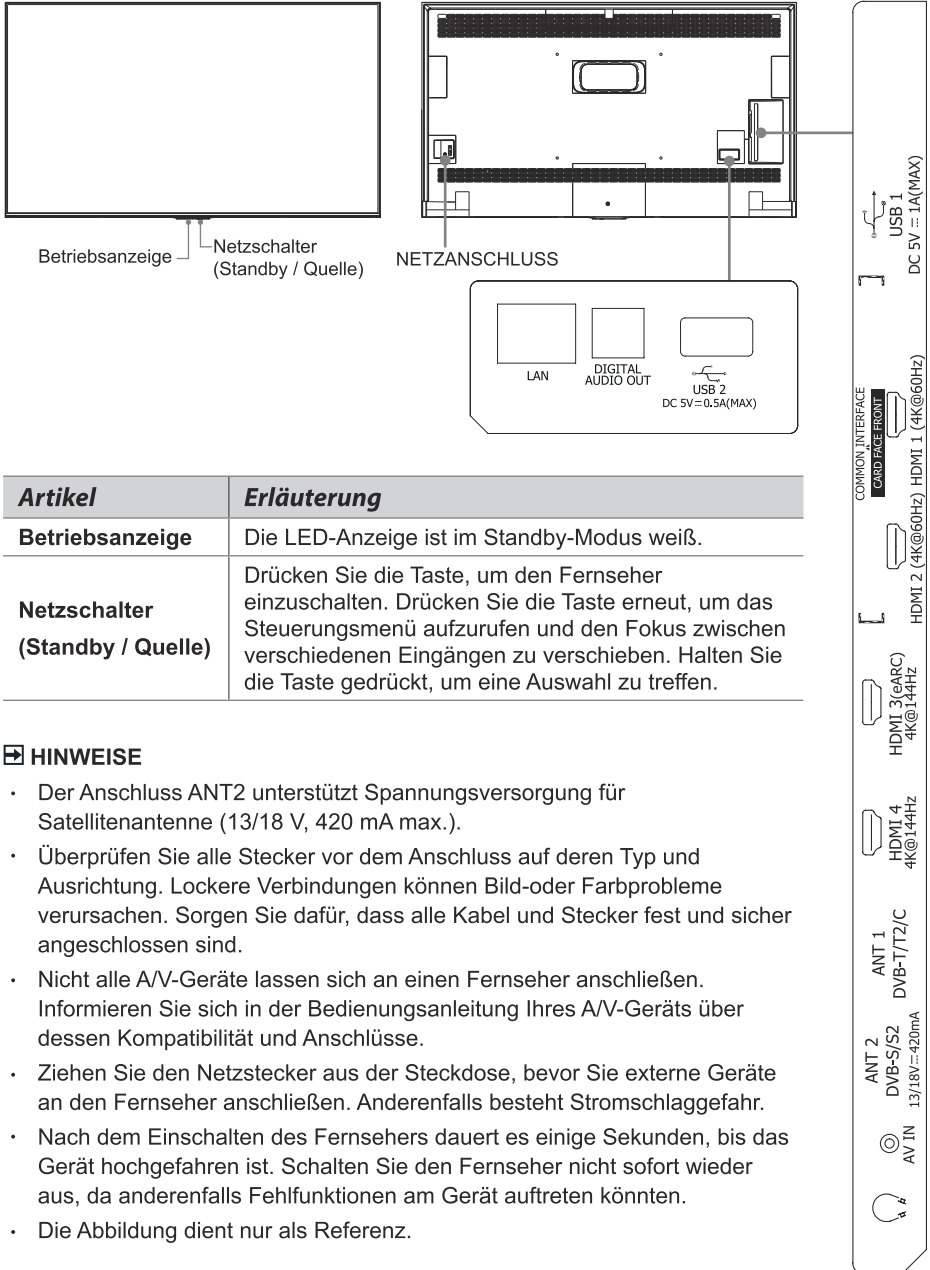 Betriebsanzeige
Netzschalter
(Standby / Quelle)
NETZANSCHLUSS
LAN
DIGITAL
AUDIO OUT
USB 2
DC 5V⎓0.5A(MAX)
USB 1
DC 5V ⎓ 1A(MAX)
COMMON INTERFACE
CARD FACE FRONT
HDMI 1 (4K@60Hz)
HDMI 2 (4K@60Hz)
HDMI 3(eARC)
4K@144Hz
HDMI 4
4K@144Hz
ANT 1
DVB-T/T2/C
ANT 2
DVB-S/S2
13/18V⎓420mA
AV IN
Artikel Erläuterung
Betriebsanzeige Die LED-Anzeige ist im Standby-Modus weiß.
Netzschalter
(Standby / Quelle)
Drücken Sie die Taste, um den Fernseher
einzuschalten. Drücken Sie die Taste erneut, um das
Steuerungsmenü aufzurufen und den Fokus zwischen
verschiedenen Eingängen zu verschieben. Halten Sie
die Taste gedrückt, um eine Auswahl zu treffen.
HINWEISE
• Der Anschluss ANT2 unterstützt Spannungsversorgung für
Satellitenantenne (13/18 V, 420 mA max.).
• Überprüfen Sie alle Stecker vor dem Anschluss auf deren Typ und
Ausrichtung. Lockere Verbindungen können Bild-oder Farbprobleme
verursachen. Sorgen Sie dafür, dass alle Kabel und Stecker fest und sicher
angeschlossen sind.
• Nicht alle A/V-Geräte lassen sich an einen Fernseher anschließen.
Informieren Sie sich in der Bedienungsanleitung Ihres A/V-Geräts über
dessen Kompatibilität und Anschlüsse.
• Ziehen Sie den Netzstecker aus der Steckdose, bevor Sie externe Geräte
an den Fernseher anschließen. Anderenfalls besteht Stromschlaggefahr.
• Nach dem Einschalten des Fernsehers dauert es einige Sekunden, bis das
Gerät hochgefahren ist. Schalten Sie den Fernseher nicht sofort wieder
aus, da anderenfalls Fehlfunktionen am Gerät auftreten könnten.
• Die Abbildung dient nur als Referenz.